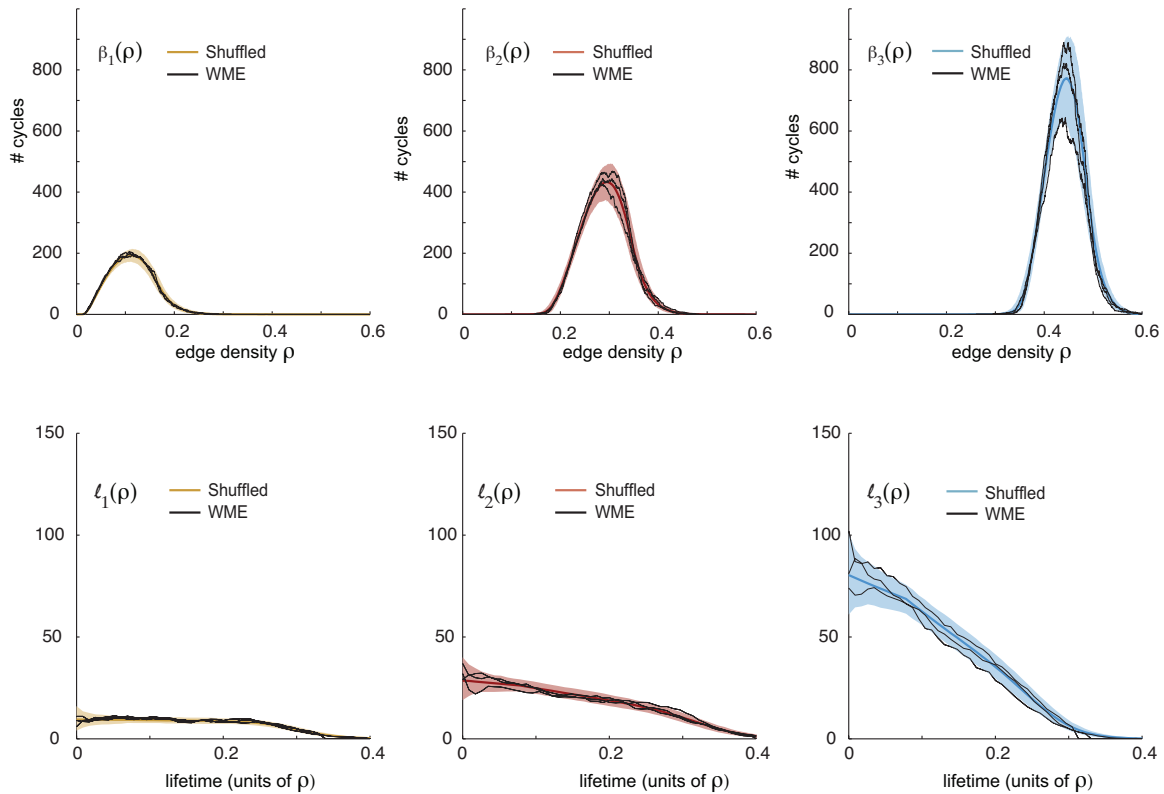 β1(ρ)
Shuffled
WME
# cycles
800
600
400
200
0
0 0.2 0.4 0.6
edge density ρ
β2(ρ)
Shuffled
WME
# cycles
800
600
400
200
0
0 0.2 0.4 0.6
edge density ρ
β3(ρ)
Shuffled
WME
# cycles
800
600
400
200
0
0 0.2 0.4 0.6
edge density ρ
150
100
50
0
ℓ1(ρ)
Shuffled
WME
0 0.2 0.4
lifetime (units of ρ)
150
100
50
0
ℓ2(ρ)
Shuffled
WME
0 0.2 0.4
lifetime (units of ρ)
150
100
50
0
ℓ3(ρ)
Shuffled
WME
0 0.2 0.4
lifetime (units of ρ)